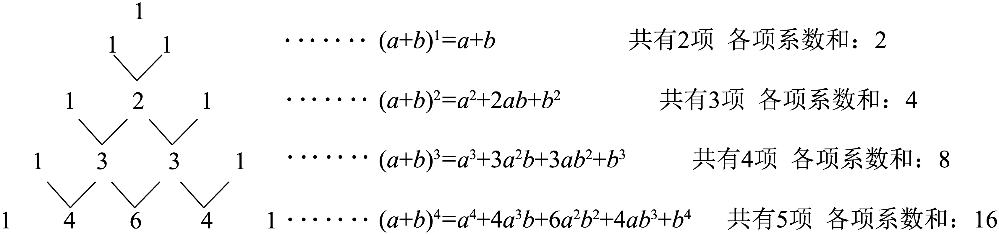 1
1 1 ······· (a+b)¹=a+b 共有2项 各项系数和：2
1 2 1 ······· (a+b)²=a²+2ab+b² 共有3项 各项系数和：4
1 3 3 1 ······· (a+b)³=a³+3a²b+3ab²+b³ 共有4项 各项系数和：8
1 4 6 4 1 ······· (a+b)⁴=a⁴+4a³b+6a²b²+4ab³+b⁴ 共有5项 各项系数和：16